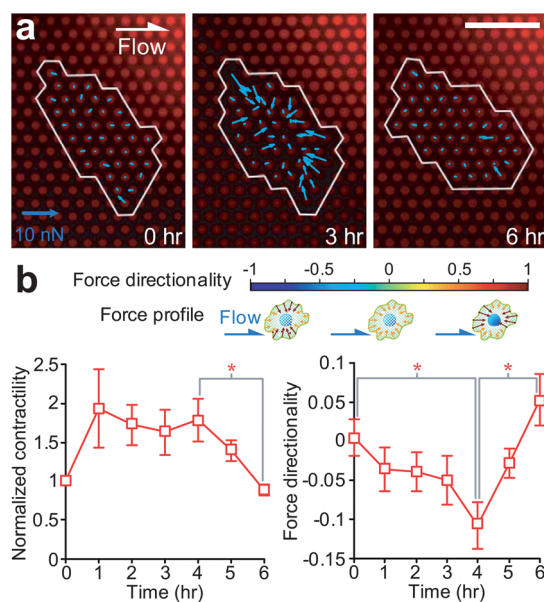 a
Flow
10 nN
0 hr
3 hr
6 hr
b
Force directionality
-1 -0.5 0 0.5 1
Force profile
Flow
Normalized contractility
2.5
2
1.5
1
0.5
0
*
0 1 2 3 4 5 6
Time (hr)
Force directionality
0.1
0.05
0
-0.05
-0.1
-0.15
* *
0 1 2 3 4 5 6
Time (hr)